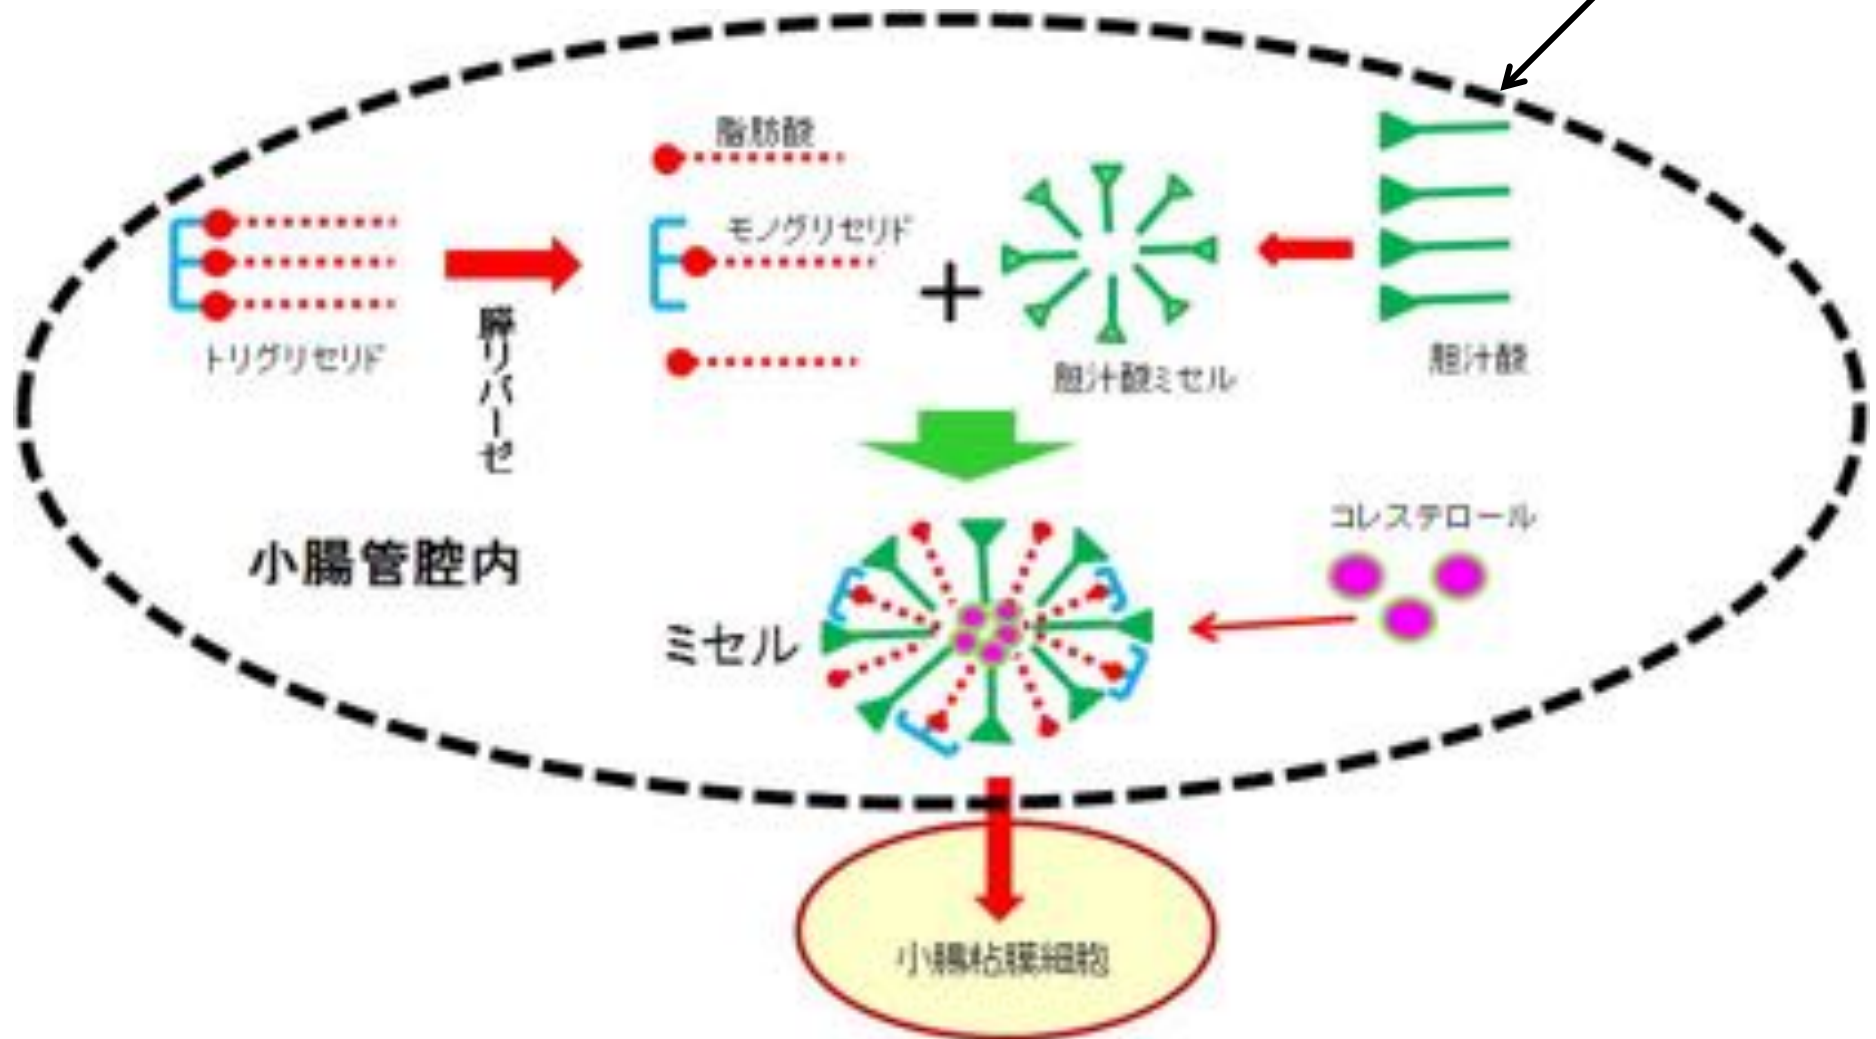 脂肪酸
モノグリセリド
トリグリセリド
膵リパーゼ
+
胆汁酸ミセル
胆汁酸
小腸管腔内
コレステロール
ミセル
小腸粘膜細胞